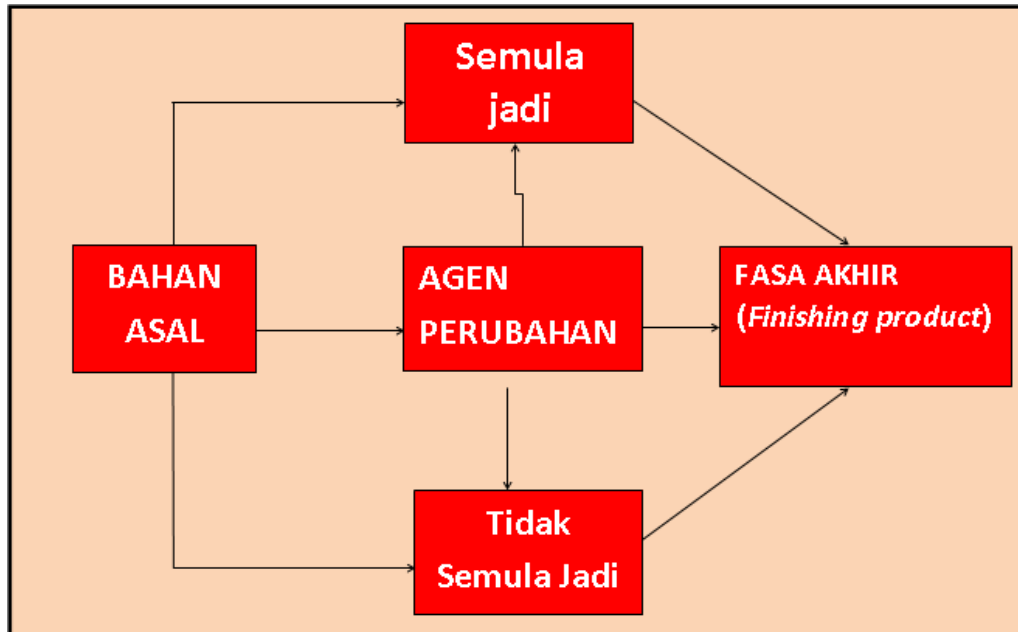 Semula
jadi
BAHAN
ASAL
AGEN
PERUBAHAN
FASA AKHIR
(Finishing product)
Tidak
Semula Jadi